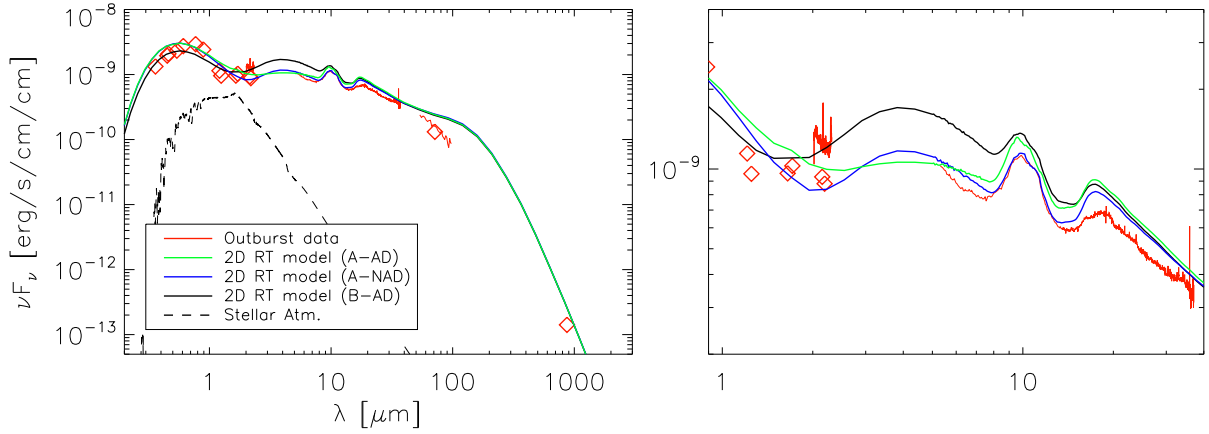 νFν [erg/s/cm/cm]
10−8
10−9
10−10
10−11
10−12
10−13
Outburst data
2D RT model (A−AD)
2D RT model (A−NAD)
2D RT model (B−AD)
Stellar Atm.
1 10 100 1000
λ [μm]
10−9
1 10